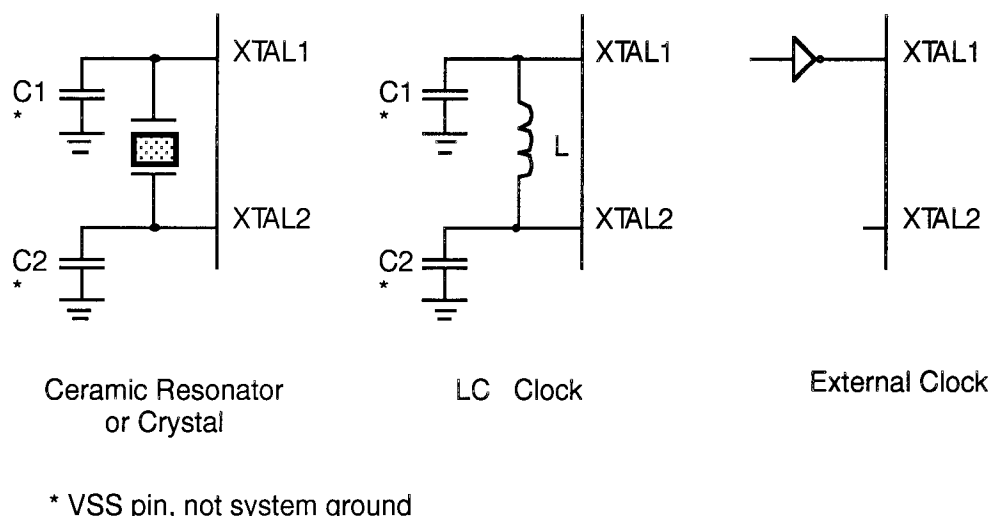 XTAL1
C1
*
XTAL2
C2
*
Ceramic Resonator
or Crystal
XTAL1
C1
*
L
XTAL2
C2
*
LC Clock
XTAL1
XTAL2
External Clock
* VSS pin, not system ground